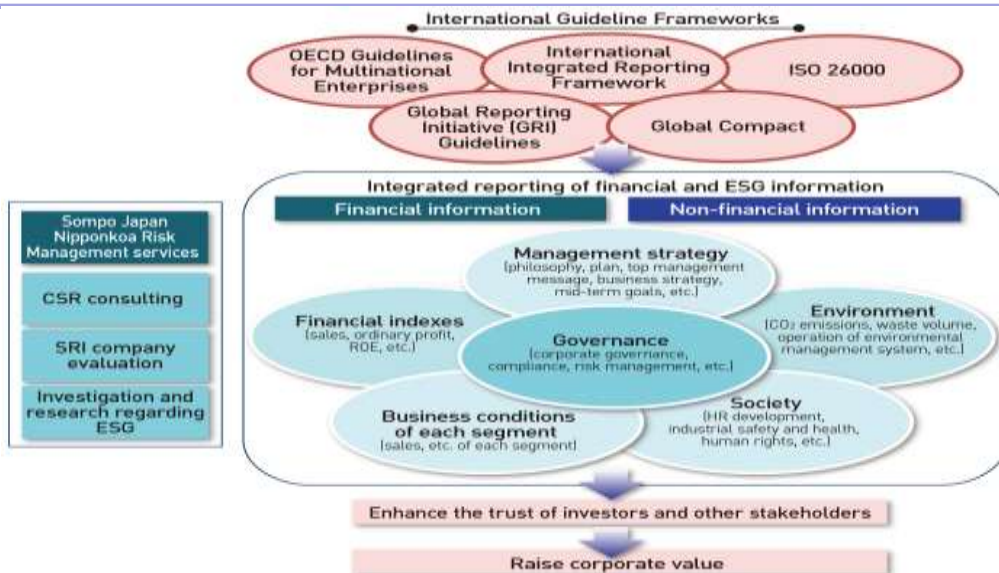 International Guideline Frameworks
OECD Guidelines
for Multinational
Enterprises
International
Integrated Reporting
Framework
ISO 26000
Global Reporting
Initiative (GRI)
Guidelines
Global Compact
Integrated reporting of financial and ESG information
Financial information
Non-financial information
Sompo Japan
Nipponkoa Risk
Management services
CSR consulting
SRI company
evaluation
Investigation and
research regarding
ESG
Management strategy
(philosophy, plan, top management
message, business strategy,
mid-term goals, etc.)
Financial indexes
(sales, ordinary profit,
ROE, etc.)
Governance
(corporate governance,
compliance, risk management, etc.)
Environment
(CO₂ emissions, waste volume,
operation of environmental
management system, etc.)
Business conditions
of each segment
(sales, etc. of each segment)
Society
(HR development,
industrial safety and health,
human rights, etc.)
Enhance the trust of investors and other stakeholders
Raise corporate value